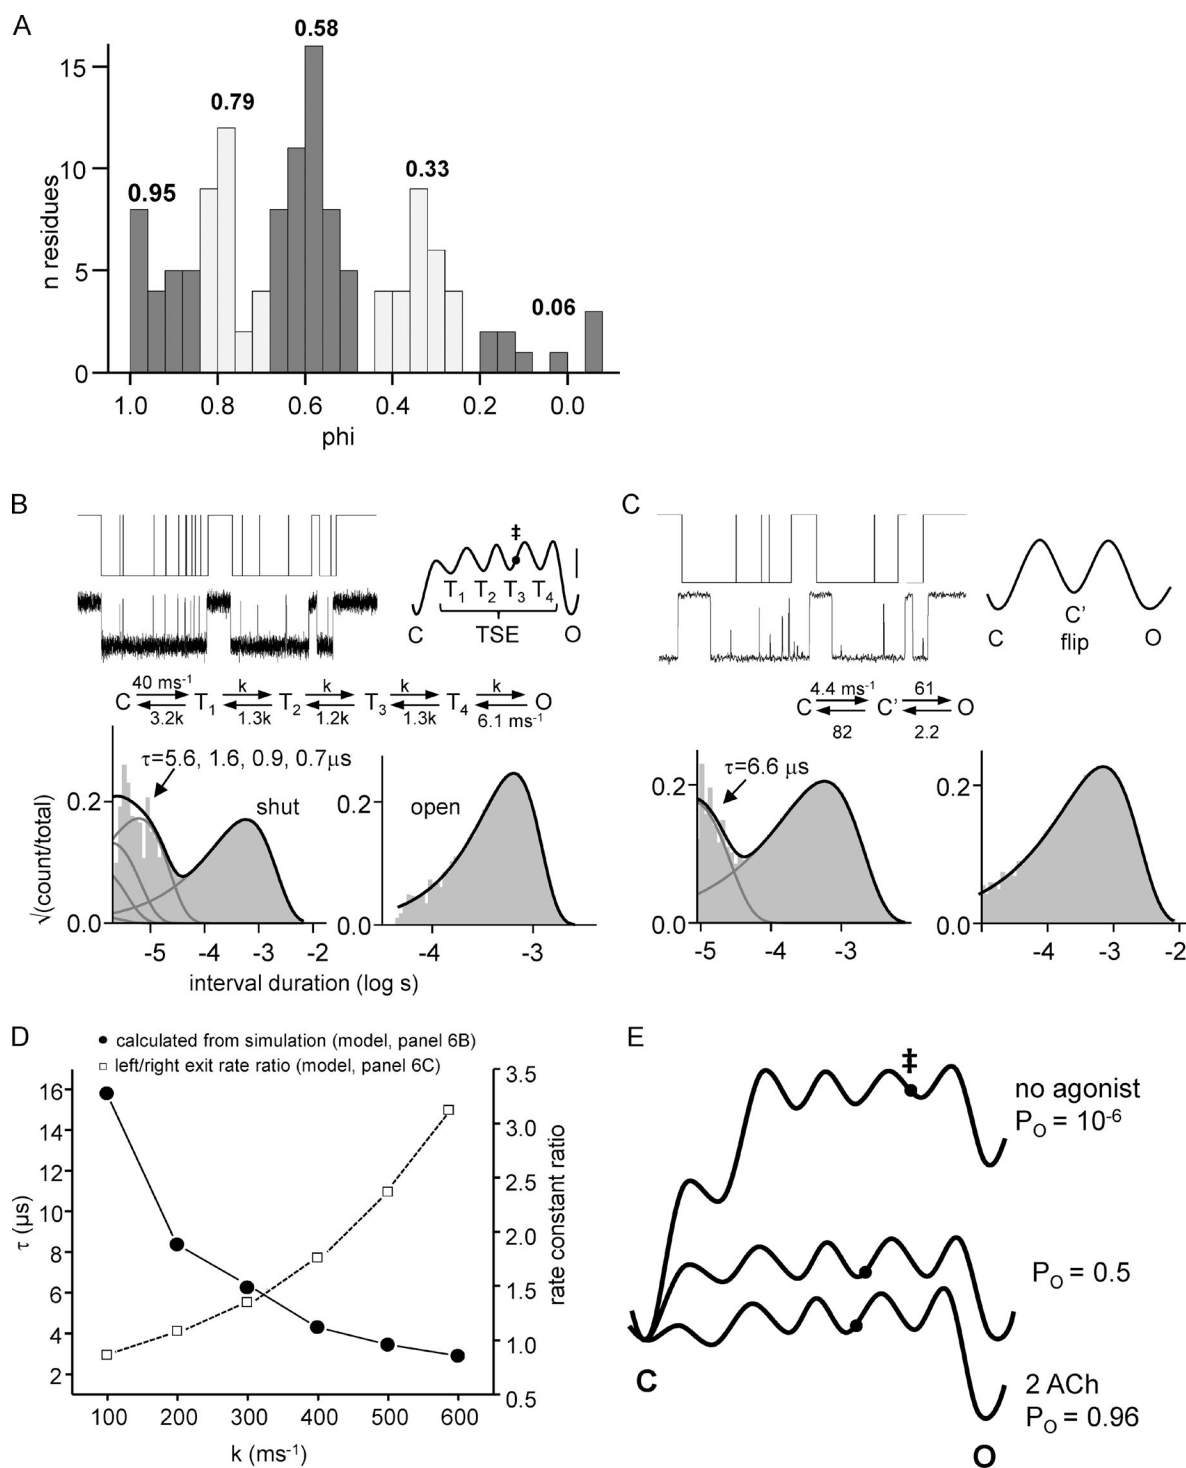 A
0.58
0.79
0.95
0.33
0.06
15
10
5
0
n residues
1.0 0.8 0.6 0.4 0.2 0.0
phi
B
‡
T1 T2 T3 T4
C TSE O
C 40 ms-1 3.2k T1 k 1.3k T2 k 1.2k T3 k 1.3k T4 k 6.1 ms-1 O
τ=5.6, 1.6, 0.9, 0.7μs
shut
open
0.2
0.0
0.2
0.0
√(count/total)
-5 -4 -3 -2
-4 -3
interval duration (log s)
C
C C' O
flip
C 4.4 ms-1 82 C' 61 2.2 O
τ=6.6 μs
0.2
0.0
0.2
0.0
-5 -4 -3
-4 -3 -2
D
calculated from simulation (model, panel 6B)
left/right exit rate ratio (model, panel 6C)
16
14
12
10
8
6
4
2
τ (μs)
3.5
3.0
2.5
2.0
1.5
1.0
0.5
rate constant ratio
100 200 300 400 500 600
k (ms-1)
E
‡
no agonist
PO = 10-6
PO = 0.5
C
2 ACh
PO = 0.96
O